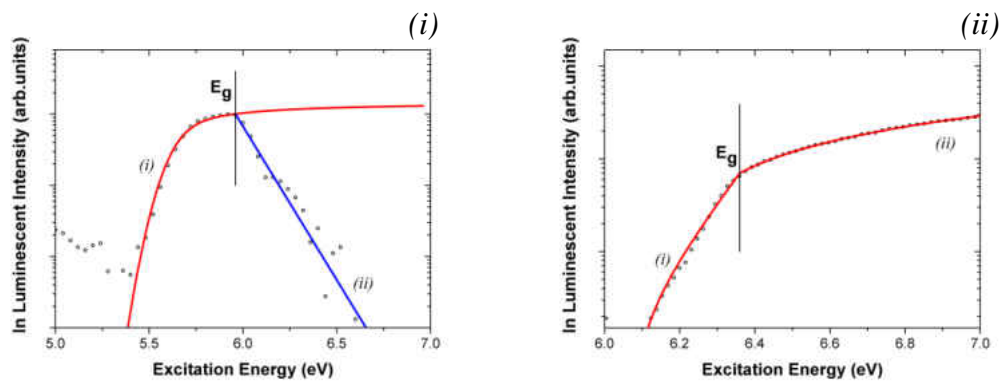 (i)
ln Luminescent Intensity (arb.units)
E_g
(i)
(ii)
5.0 5.5 6.0 6.5 7.0
Excitation Energy (eV)
(ii)
ln Luminescent Intensity (arb.units)
E_g
(ii)
(i)
6.0 6.2 6.4 6.6 6.8 7.0
Excitation Energy (eV)